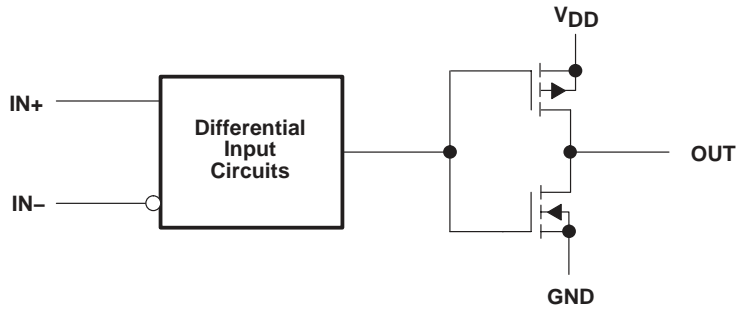 VDD
IN+
Differential
Input
Circuits
OUT
IN–
GND